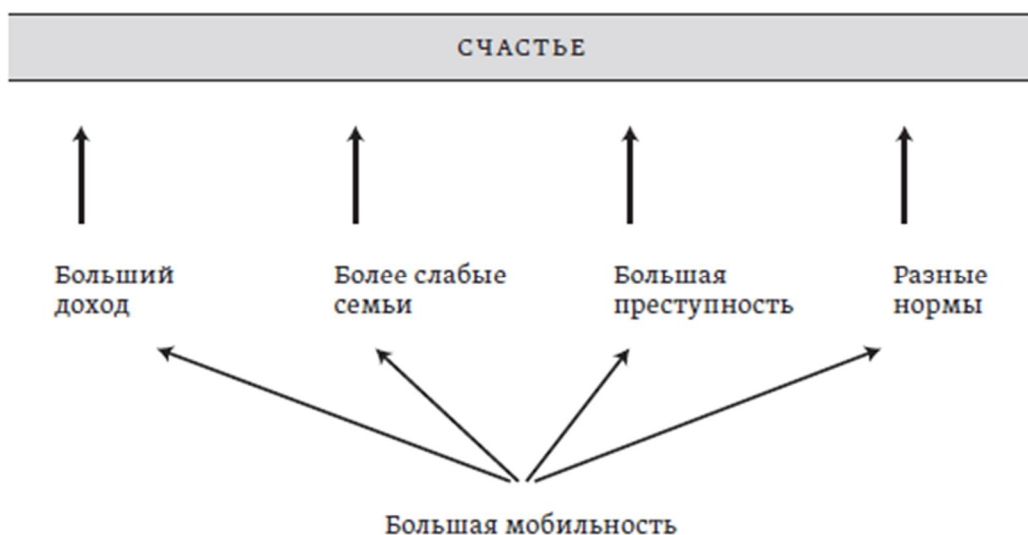 СЧАСТЬЕ
Больший
доход
Более слабые
семьи
Большая
преступность
Разные
нормы
Большая мобильность